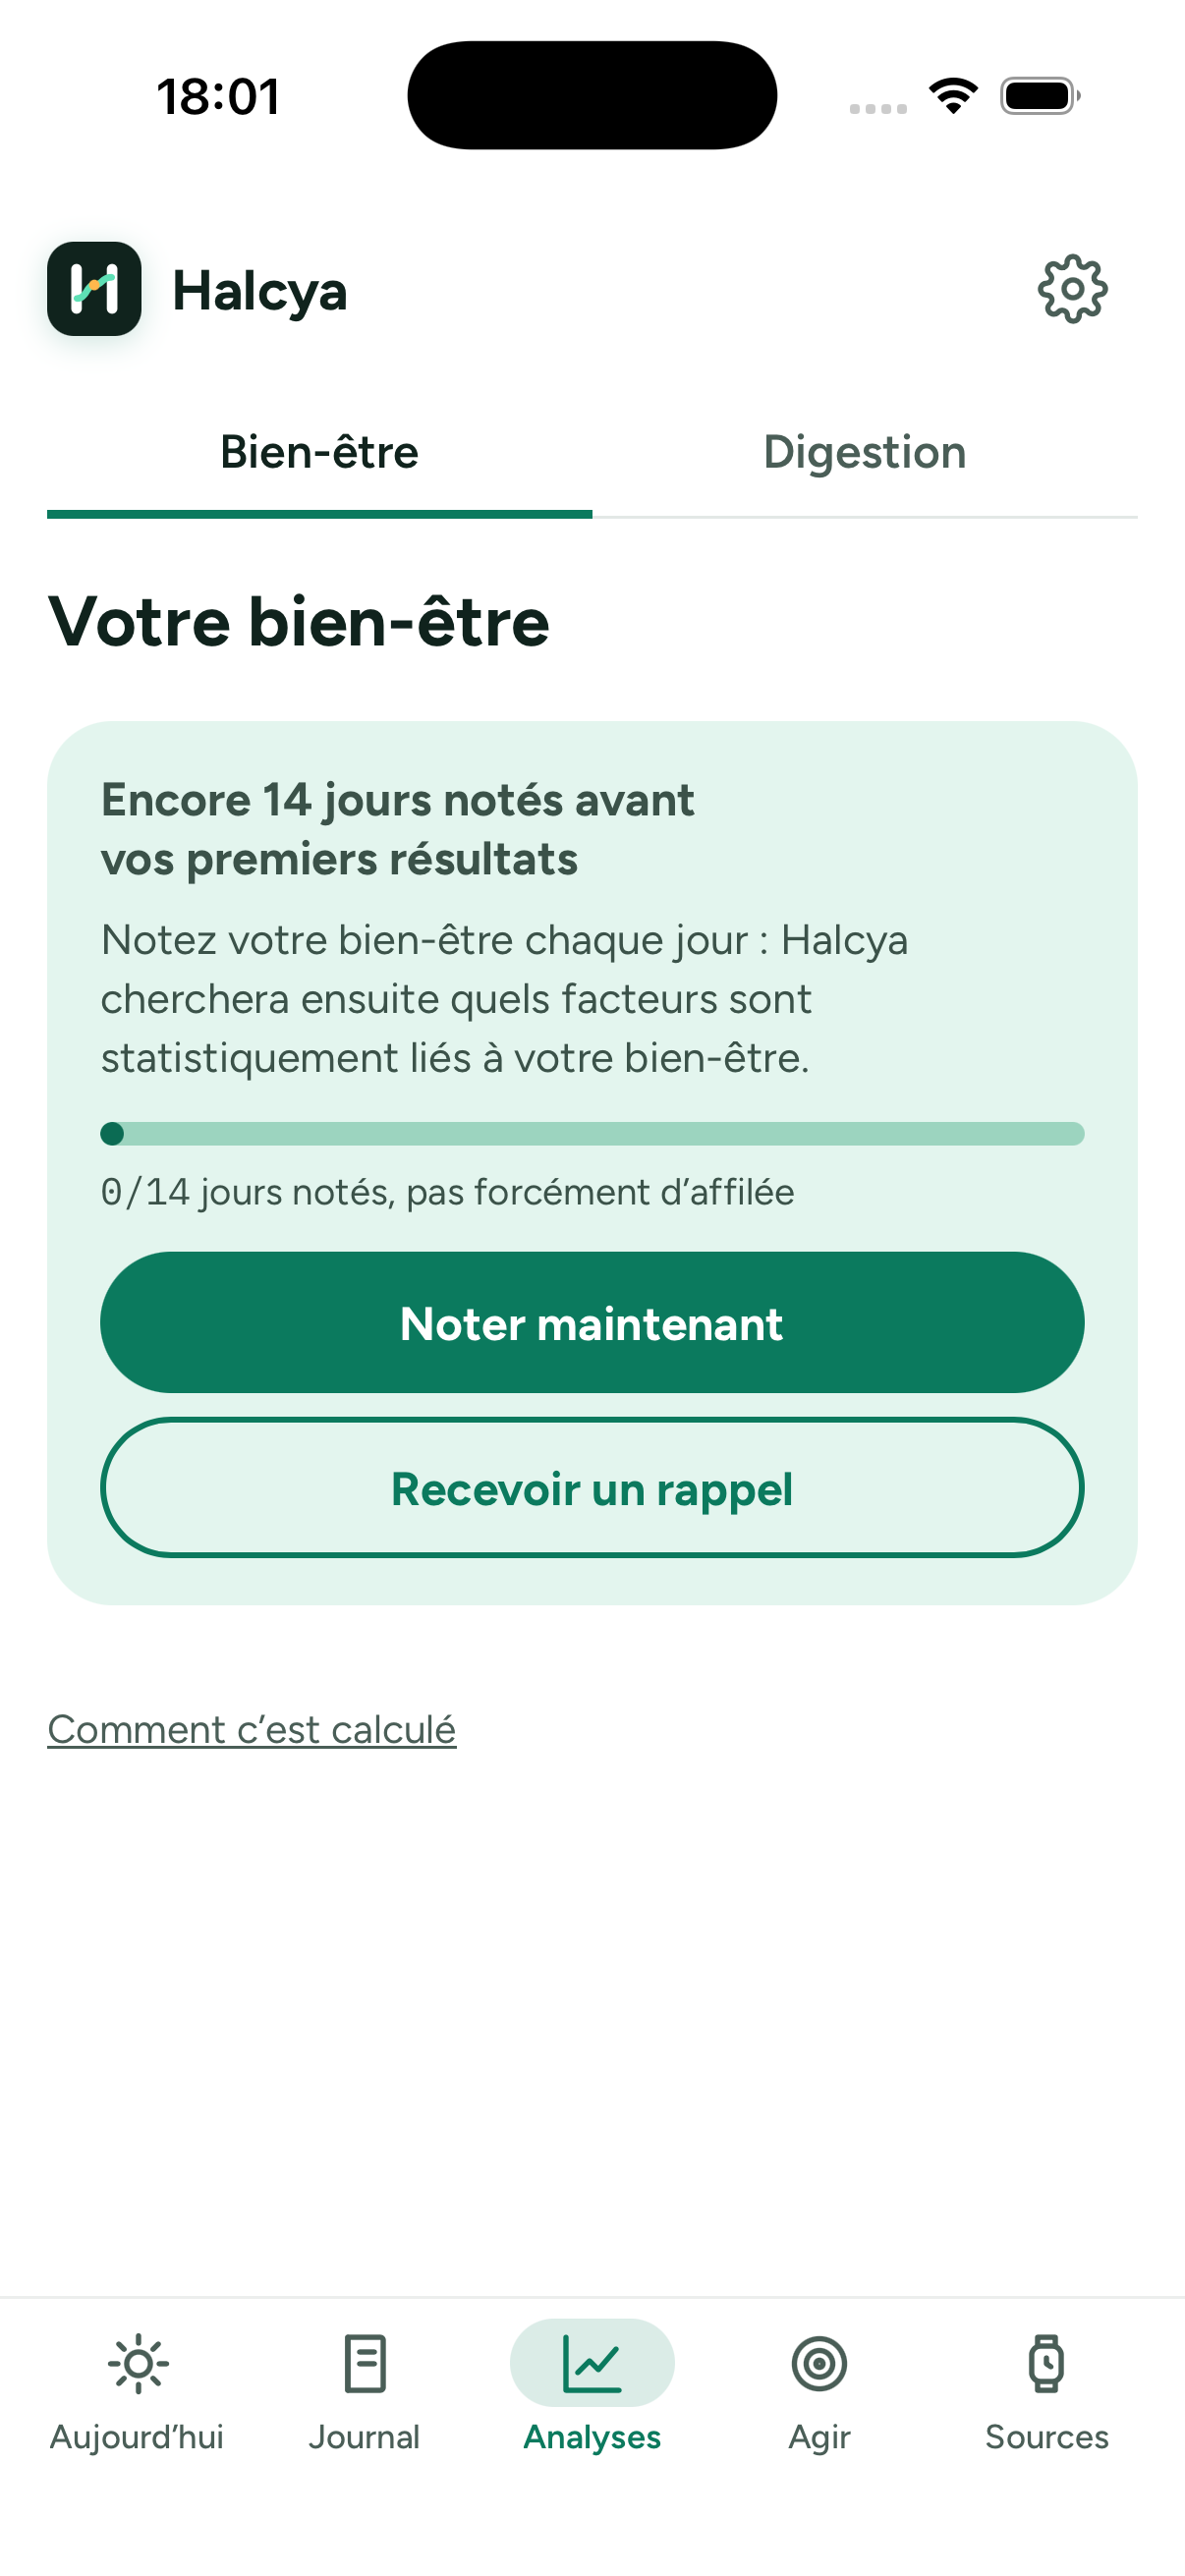 18:01
Halcya
Bien-être
Digestion
Votre bien-être
Encore 14 jours notés avant
vos premiers résultats
Notez votre bien-être chaque jour : Halcya
cherchera ensuite quels facteurs sont
statistiquement liés à votre bien-être.
0/14 jours notés, pas forcément d’affilée
Noter maintenant
Recevoir un rappel
Comment c’est calculé
Aujourd’hui
Journal
Analyses
Agir
Sources